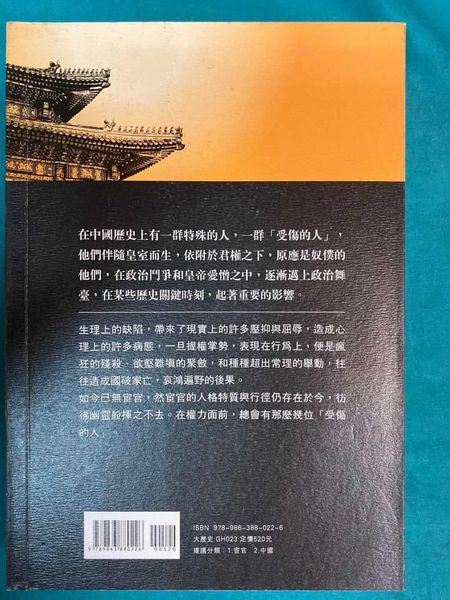 在中國歷史上有一群特殊的人，一群「受傷的人」，
他們伴隨皇室而生，依附於君權之下，原應是奴僕的
他們，在政治鬥爭和皇帝愛憎之中，逐漸邁上政治舞
臺，在某些歷史關鍵時刻，起著重要的影響。
生理上的缺陷，帶來了現實上的許多壓抑與屈辱，造成心
理上的許多病態，一旦握權掌勢，表現在行為上，便是瘋
狂的殘殺、欲壑難填的聚斂，和種種超出常理的舉動，往
往造成國破家亡，哀鴻遍野的後果。
如今已無宦官，然宦官的人格特質與行徑仍存在於今，彷
彿幽靈般揮之不去。在權力面前，總會有那麼幾位「受傷
的人」
ISBN 978-986-388-022-6
大歷史 GH023 定價520元
建議分類：1.宦官 2.中國
9 789863 880226
00520